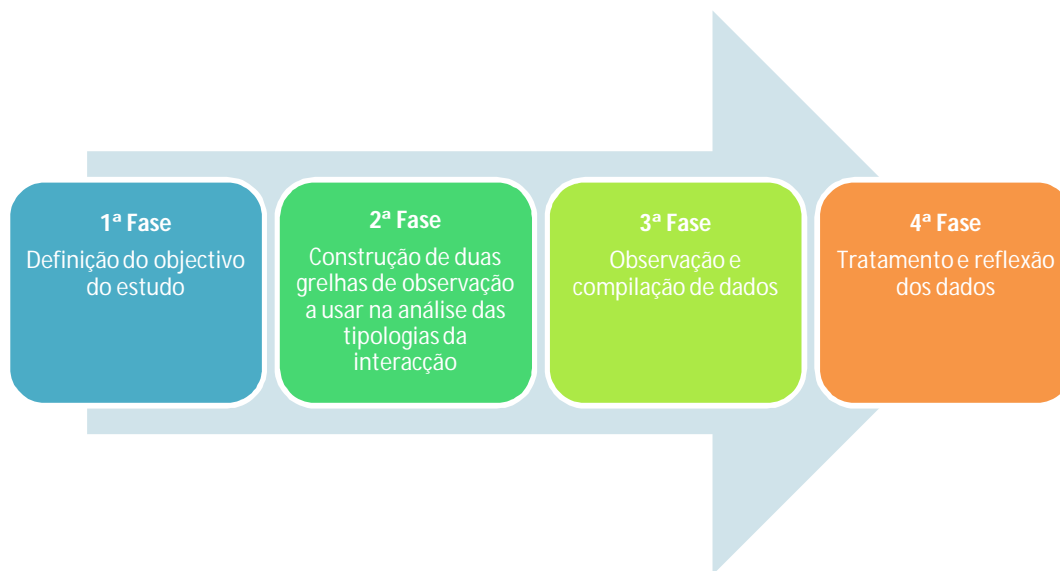 1ª Fase
Definição do objectivo
do estudo
2ª Fase
Construção de duas
grelhas de observação
a usar na análise das
tipologias da
interacção
3ª Fase
Observação e
compilação de dados
4ª Fase
Tratamento e reflexão
dos dados